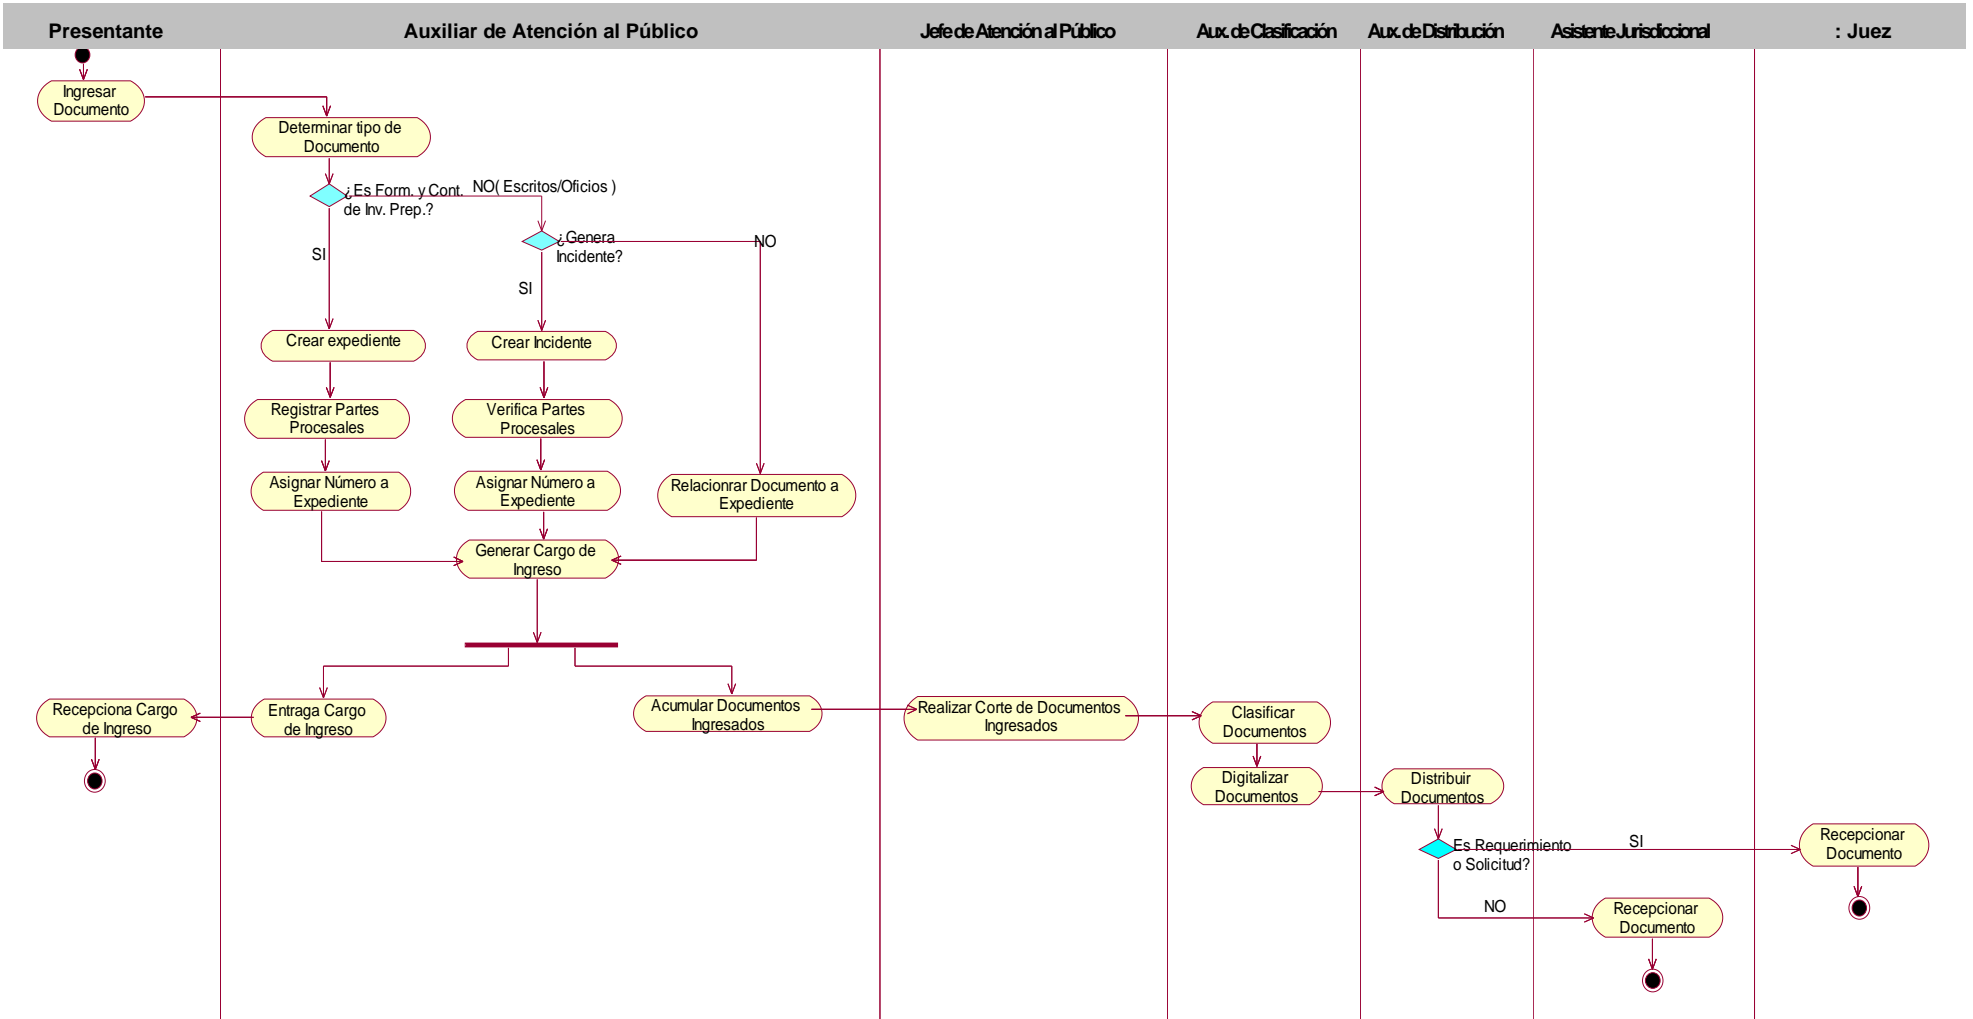 Presentante
Auxiliar de Atención al Público
Jefe de Atención al Público
Aux. de Clasificación
Aux. de Distribución
Asistente Jurisdiccional
: Juez
Ingresar
Documento
Determinar tipo de
Documento
¿Es Form. y Cont.
de Inv. Prep.?
NO( Escritos/Oficios )
¿Genera
Incidente?
NO
SI
SI
Crear expediente
Crear Incidente
Registrar Partes
Procesales
Verifica Partes
Procesales
Asignar Número a
Expediente
Asignar Número a
Expediente
Relacionrar Documento a
Expediente
Generar Cargo de
Ingreso
Recepciona Cargo
de Ingreso
Entraga Cargo
de Ingreso
Acumular Documentos
Ingresados
Realizar Corte de Documentos
Ingresados
Clasificar
Documentos
Digitalizar
Documentos
Distribuir
Documentos
Es Requerimiento
o Solicitud?
SI
Recepcionar
Documento
NO
Recepcionar
Documento